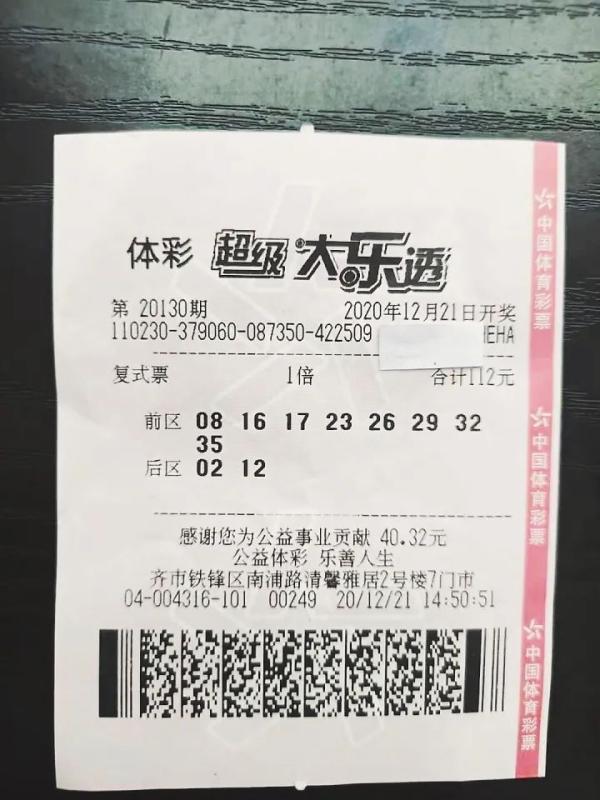 体彩 超级大乐透
第 20130期 2020年12月21日开奖
110230-379060-087350-422509 HEHA
复式票 1倍 合计112元
前区 08 16 17 23 26 29 32
35
后区 02 12
感谢您为公益事业贡献 40.32元
公益体彩 乐善人生
齐市铁锋区南浦路清馨雅居2号楼7门市
04-004316-101 00249 20/12/21 14:50:51
中国体育彩票
中国体育彩票
中国体育彩票